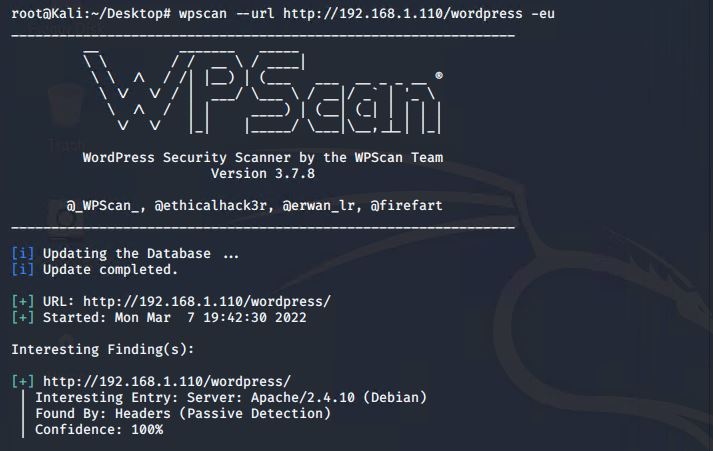 root@Kali:~/Desktop# wpscan --url http://192.168.1.110/wordpress -eu
WPScan ®
WordPress Security Scanner by the WPScan Team
Version 3.7.8
@_WPScan_, @ethicalhack3r, @erwan_lr, @firefart
[i] Updating the Database ...
[i] Update completed.
[+] URL: http://192.168.1.110/wordpress/
[+] Started: Mon Mar  7 19:42:30 2022
Interesting Finding(s):
[+] http://192.168.1.110/wordpress/
| Interesting Entry: Server: Apache/2.4.10 (Debian)
| Found By: Headers (Passive Detection)
| Confidence: 100%
Trash